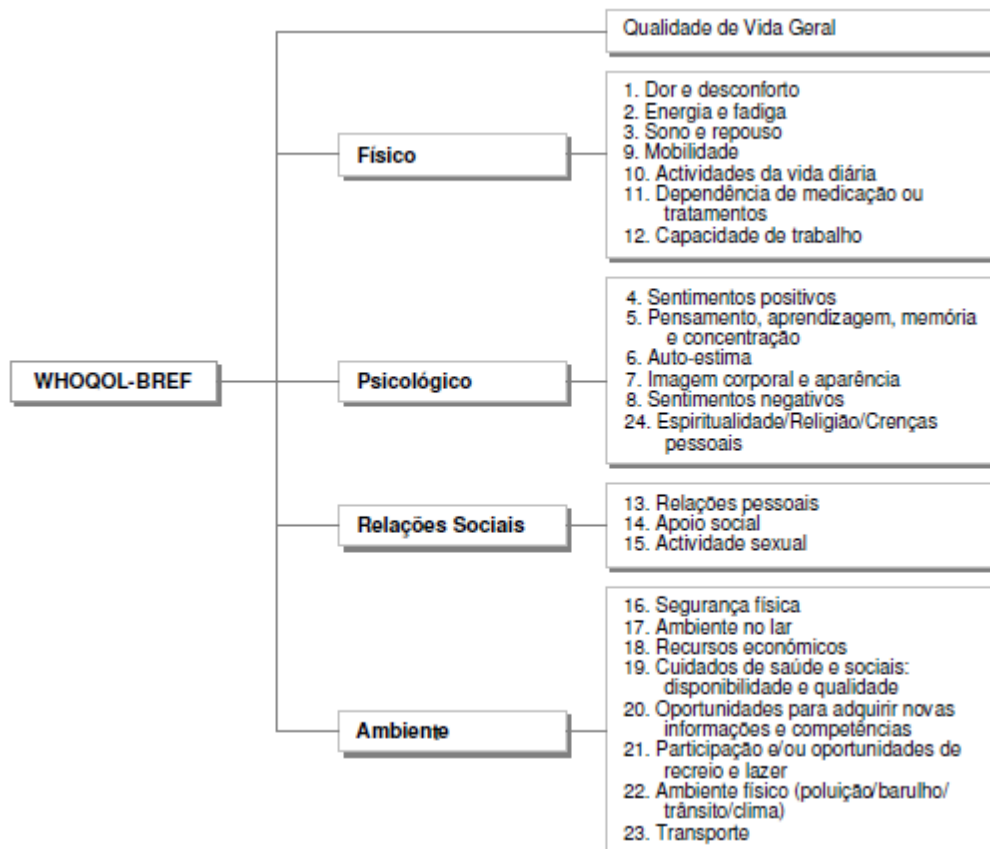 Qualidade de Vida Geral
Físico
1. Dor e desconforto
2. Energia e fadiga
3. Sono e repouso
9. Mobilidade
10. Actividades da vida diária
11. Dependência de medicação ou
tratamentos
12. Capacidade de trabalho
WHOQOL-BREF
Psicológico
4. Sentimentos positivos
5. Pensamento, aprendizagem, memória
e concentração
6. Auto-estima
7. Imagem corporal e aparência
8. Sentimentos negativos
24. Espiritualidade/Religião/Crenças
pessoais
Relações Sociais
13. Relações pessoais
14. Apoio social
15. Actividade sexual
Ambiente
16. Segurança física
17. Ambiente no lar
18. Recursos económicos
19. Cuidados de saúde e sociais:
disponibilidade e qualidade
20. Oportunidades para adquirir novas
informações e competências
21. Participação e/ou oportunidades de
recreio e lazer
22. Ambiente físico (poluição/barulho/
trânsito/clima)
23. Transporte